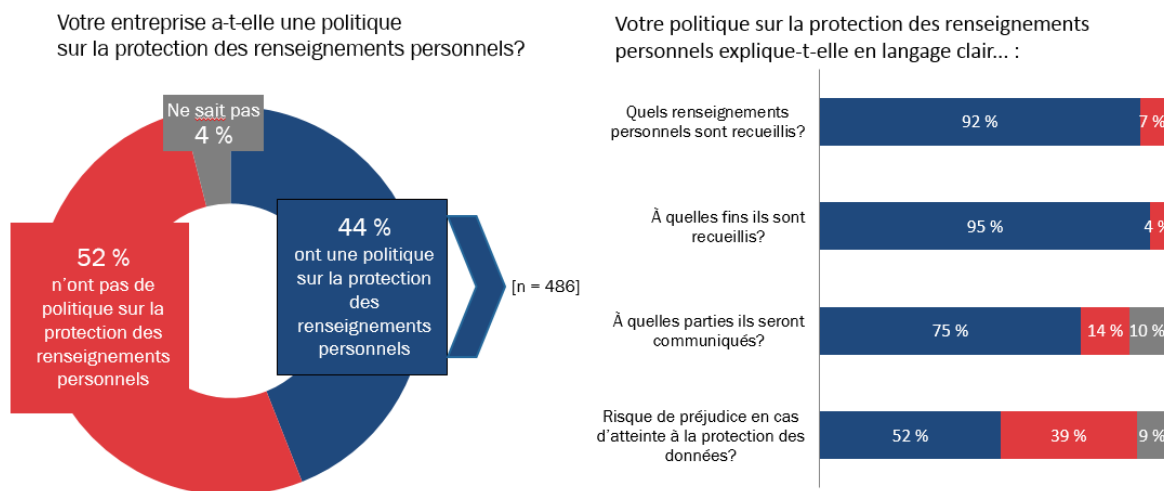 Votre entreprise a-t-elle une politique
sur la protection des renseignements personnels?
Ne sait pas
4 %
52 %
n'ont pas de
politique sur la
protection des
renseignements
personnels
44 %
ont une politique
sur la protection
des
renseignements
personnels
[n = 486]
Votre politique sur la protection des renseignements
personnels explique-t-elle en langage clair... :
Quels renseignements
personnels sont recueillis?
92 %
7 %
À quelles fins ils sont
recueillis?
95 %
4 %
À quelles parties ils seront
communiqués?
75 %
14 %
10 %
Risque de préjudice en cas
d'atteinte à la protection des
données?
52 %
39 %
9 %